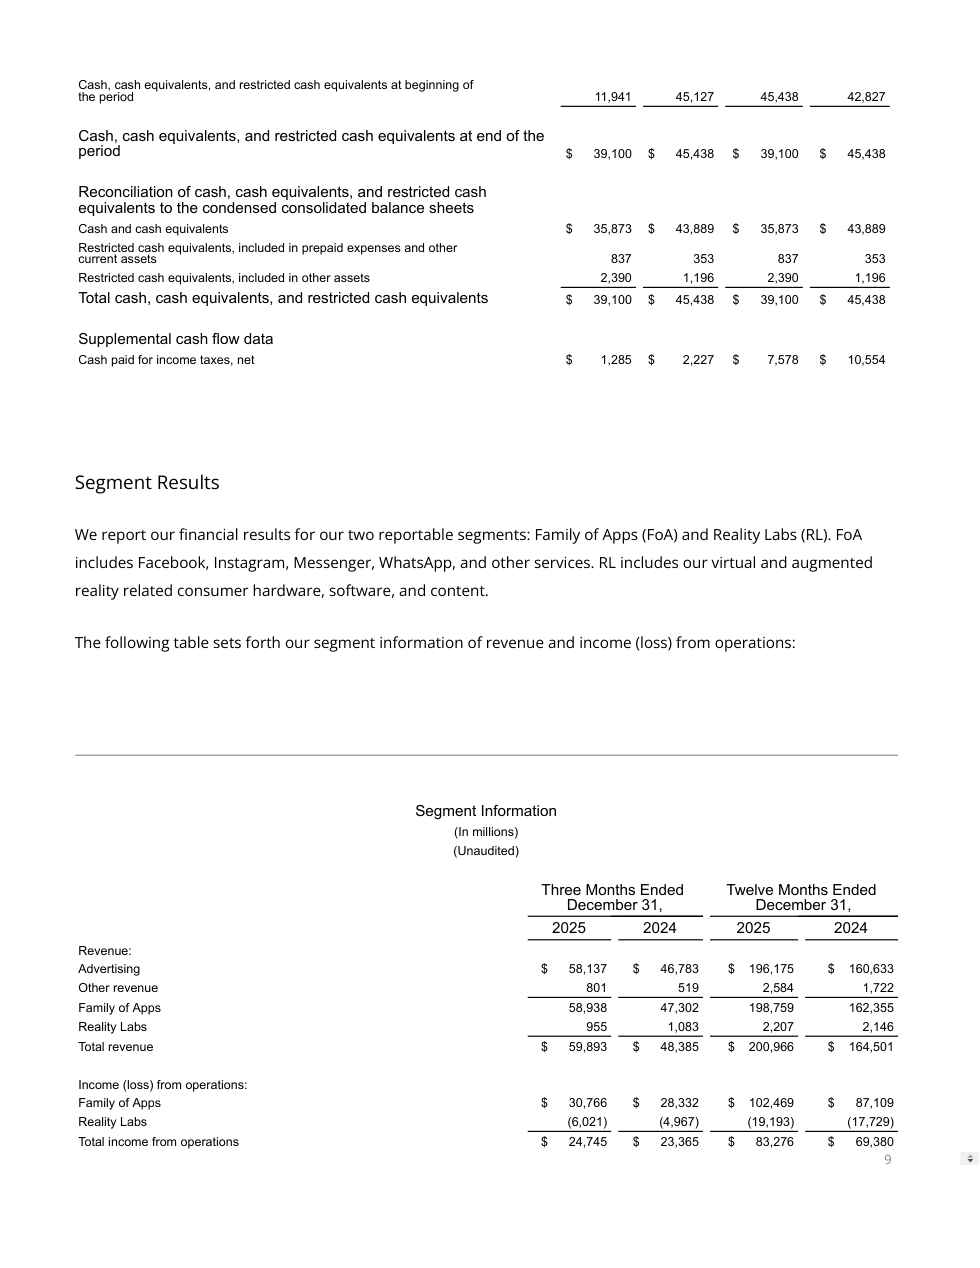 Cash, cash equivalents, and restricted cash equivalents at beginning of
the period 11,941 45,127 45,438 42,827
Cash, cash equivalents, and restricted cash equivalents at end of the
period $ 39,100 $ 45,438 $ 39,100 $ 45,438
Reconciliation of cash, cash equivalents, and restricted cash
equivalents to the condensed consolidated balance sheets
Cash and cash equivalents $ 35,873 $ 43,889 $ 35,873 $ 43,889
Restricted cash equivalents, included in prepaid expenses and other
current assets 837 353 837 353
Restricted cash equivalents, included in other assets 2,390 1,196 2,390 1,196
Total cash, cash equivalents, and restricted cash equivalents $ 39,100 $ 45,438 $ 39,100 $ 45,438
Supplemental cash flow data
Cash paid for income taxes, net $ 1,285 $ 2,227 $ 7,578 $ 10,554
Segment Results
We report our financial results for our two reportable segments: Family of Apps (FoA) and Reality Labs (RL). FoA
includes Facebook, Instagram, Messenger, WhatsApp, and other services. RL includes our virtual and augmented
reality related consumer hardware, software, and content.
The following table sets forth our segment information of revenue and income (loss) from operations:
Segment Information
(In millions)
(Unaudited)
Three Months Ended Twelve Months Ended
December 31, December 31,
2025 2024 2025 2024
Revenue:
Advertising $ 58,137 $ 46,783 $ 196,175 $ 160,633
Other revenue 801 519 2,584 1,722
Family of Apps 58,938 47,302 198,759 162,355
Reality Labs 955 1,083 2,207 2,146
Total revenue $ 59,893 $ 48,385 $ 200,966 $ 164,501
Income (loss) from operations:
Family of Apps $ 30,766 $ 28,332 $ 102,469 $ 87,109
Reality Labs (6,021) (4,967) (19,193) (17,729)
Total income from operations $ 24,745 $ 23,365 $ 83,276 $ 69,380
9